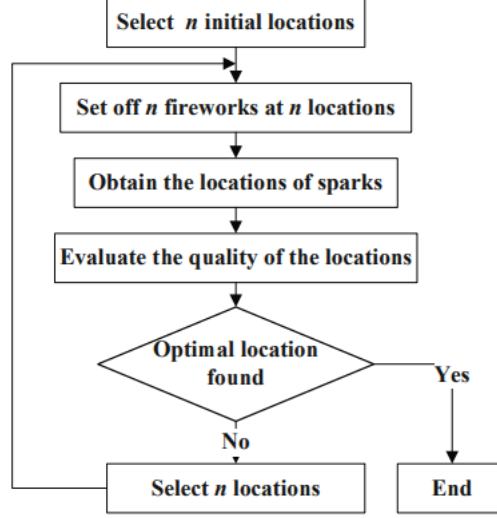 Select n initial locations
Set off n fireworks at n locations
Obtain the locations of sparks
Evaluate the quality of the locations
Optimal location
found
Yes
No
Select n locations
End